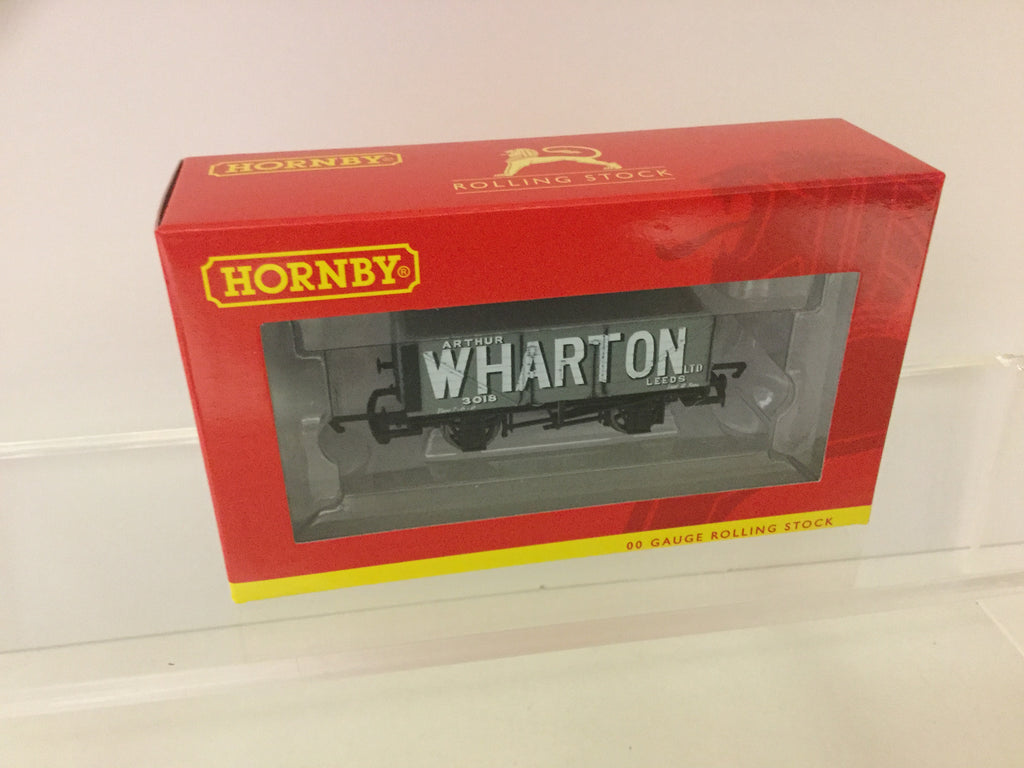 HORNBY®
ROLLING STOCK
HORNBY®
ARTHUR
WHARTON LTD
LEEDS
3018
00 GAUGE ROLLING STOCK